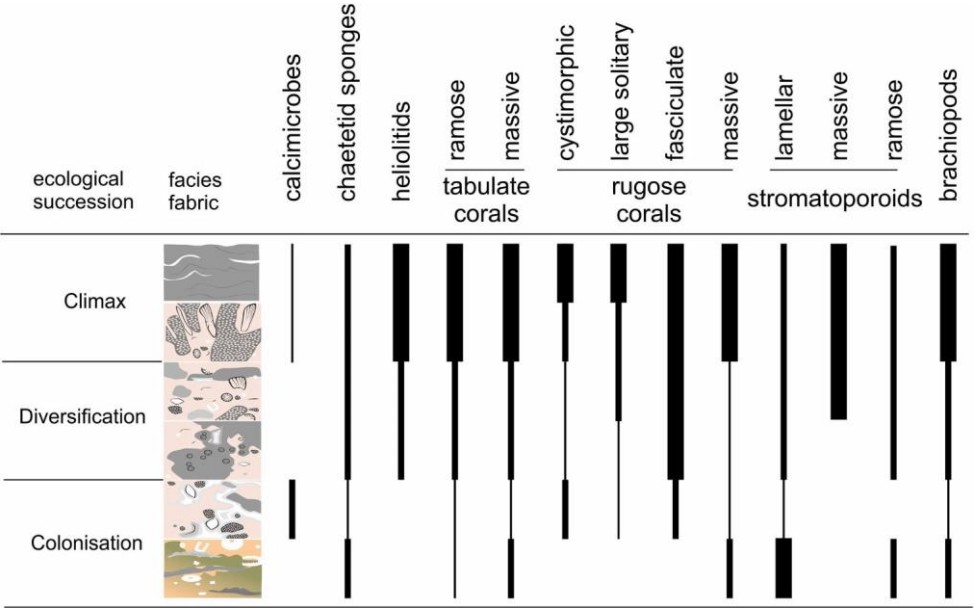 ecological
succession
facies
fabric
calcimicrobes
chaetetid sponges
heliolitids
ramose
massive
tabulate
corals
cystimorphic
large solitary
fasciculate
massive
rugose
corals
lamellar
massive
ramose
stromatoporoids
brachiopods
Climax
Diversification
Colonisation